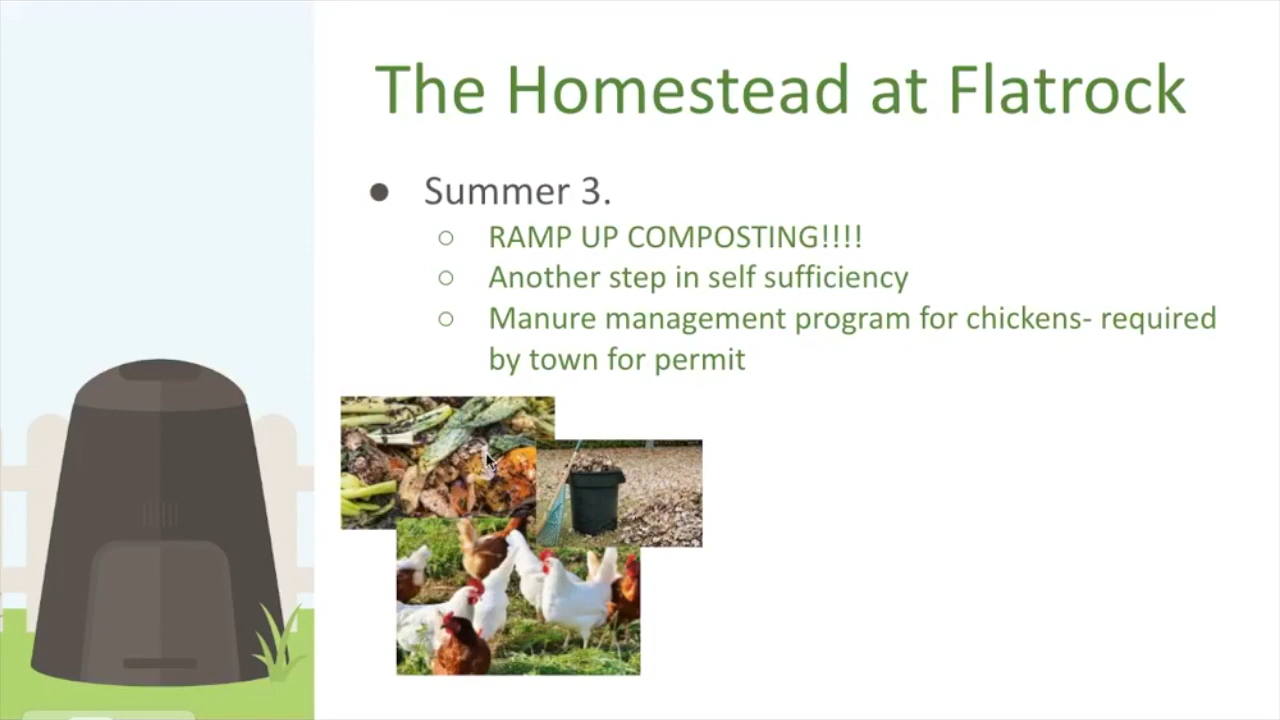 The Homestead at Flatrock
● Summer 3.
○ RAMP UP COMPOSTING!!!!
○ Another step in self sufficiency
○ Manure management program for chickens- required
by town for permit